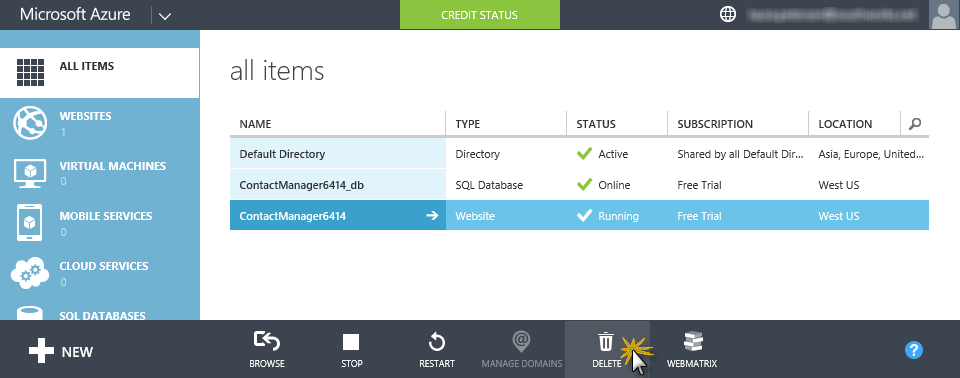 Microsoft Azure
CREDIT STATUS
ALL ITEMS
WEBSITES
1
VIRTUAL MACHINES
0
MOBILE SERVICES
0
CLOUD SERVICES
0
SQL DATABASES
all items
NAME TYPE STATUS SUBSCRIPTION LOCATION
Default Directory Directory Active Shared by all Default Dir... Asia, Europe, United...
ContactManager6414_db SQL Database Online Free Trial West US
ContactManager6414 Website Running Free Trial West US
NEW
BROWSE STOP RESTART MANAGE DOMAINS DELETE WEBMATRIX
?